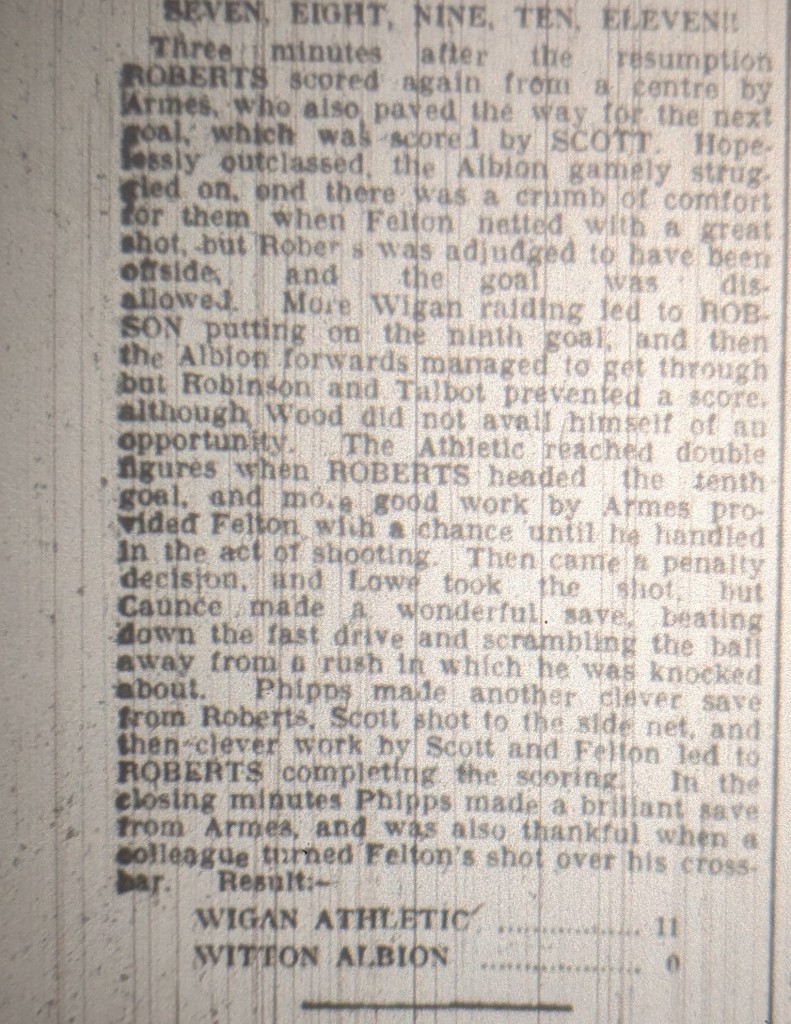 SEVEN, EIGHT, NINE, TEN, ELEVEN!!
Three minutes after the resumption
ROBERTS scored again from a centre by
Armes, who also paved the way for the next
goal, which was scored by SCOTT. Hope-
lessly outclassed, the Albion gamely strug-
gled on, and there was a crumb of comfort
for them when Felton netted with a great
shot, but Rober s was adjudged to have been
offside, and the goal was dis-
allowed. More Wigan raiding led to ROB-
SON putting on the ninth goal, and then
the Albion forwards managed to get through
but Robinson and Talbot prevented a score,
although Wood did not avail himself of an
opportunity. The Athletic reached double
figures when ROBERTS headed the tenth
goal, and more good work by Armes pro-
vided Felton with a chance until he handled
in the act of shooting. Then came a penalty
decision, and Lowe took the shot, but
Caunce made a wonderful save, beating
down the fast drive and scrambling the ball
away from a rush in which he was knocked
about. Phipps made another clever save
from Roberts, Scott shot to the side net, and
then clever work by Scott and Felton led to
ROBERTS completing the scoring. In the
closing minutes Phipps made a briliant save
from Armes, and was also thankful when a
colleague turned Felton's shot over his cross-
bar. Result:—
WIGAN ATHLETIC ................ 11
WITTON ALBION ................ 0